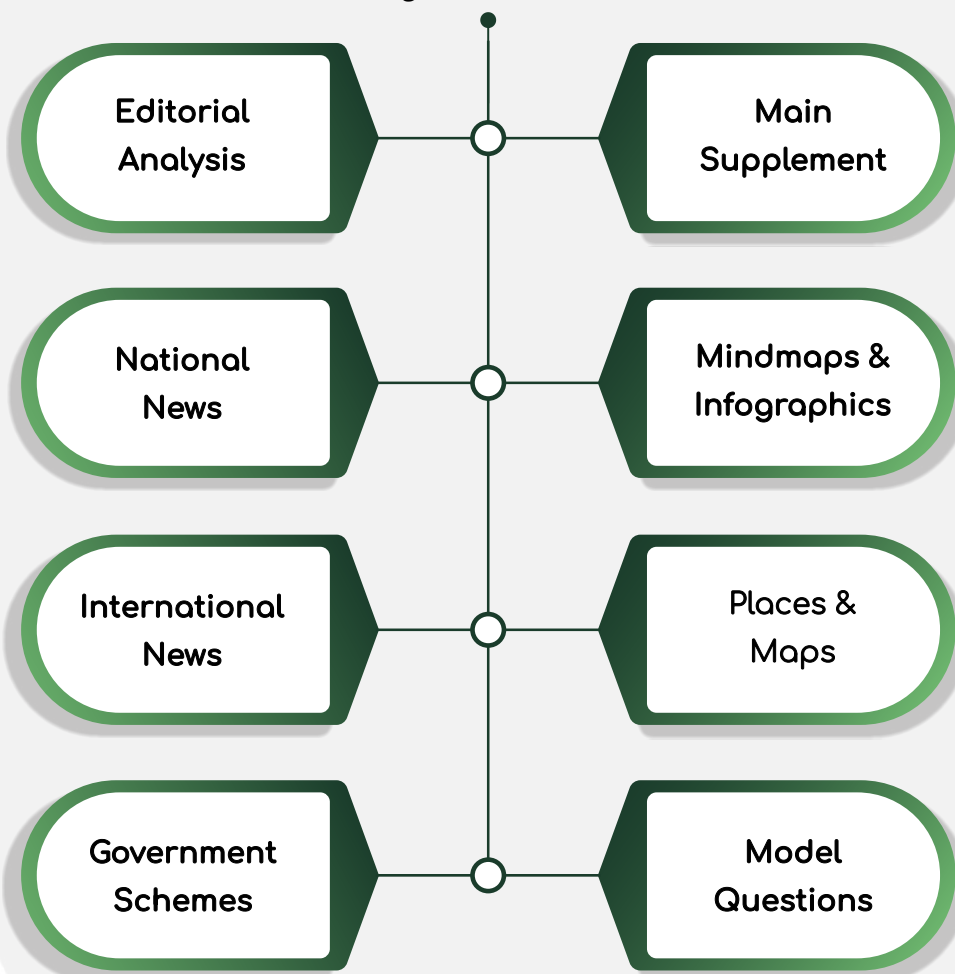 Editorial
Analysis
Main
Supplement
National
News
Mindmaps &
Infographics
International
News
Places &
Maps
Government
Schemes
Model
Questions